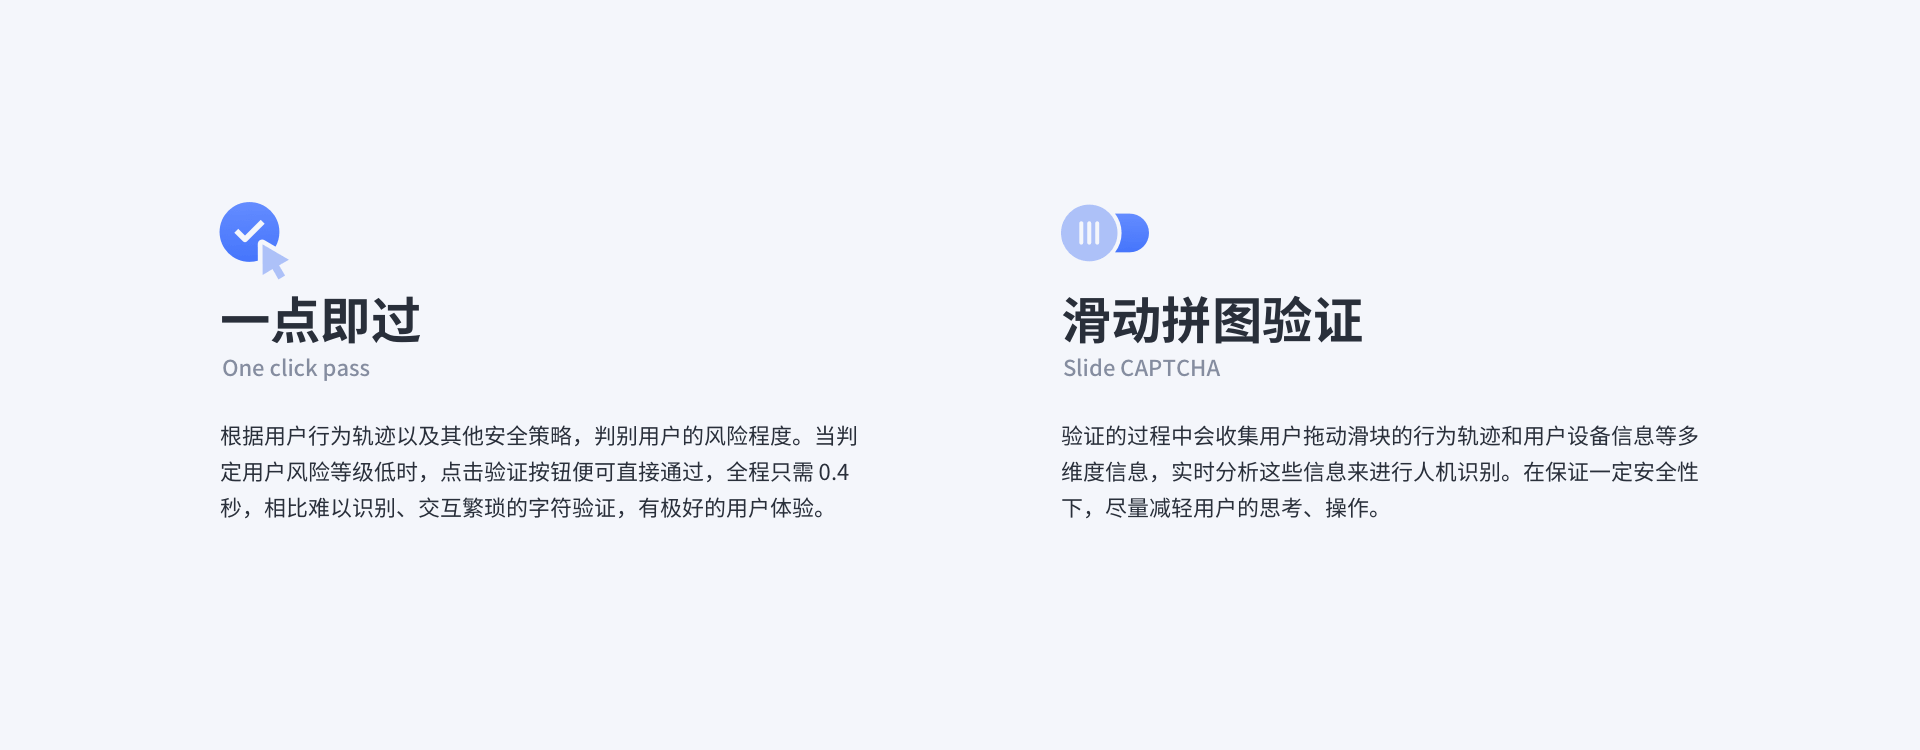 一点即过
One click pass
根据用户行为轨迹以及其他安全策略，判别用户的风险程度。当判
定用户风险等级低时，点击验证按钮便可直接通过，全程只需 0.4
秒，相比难以识别、交互繁琐的字符验证，有极好的用户体验。
滑动拼图验证
Slide CAPTCHA
验证的过程中会收集用户拖动滑块的行为轨迹和用户设备信息等多
维度信息，实时分析这些信息来进行人机识别。在保证一定安全性
下，尽量减轻用户的思考、操作。